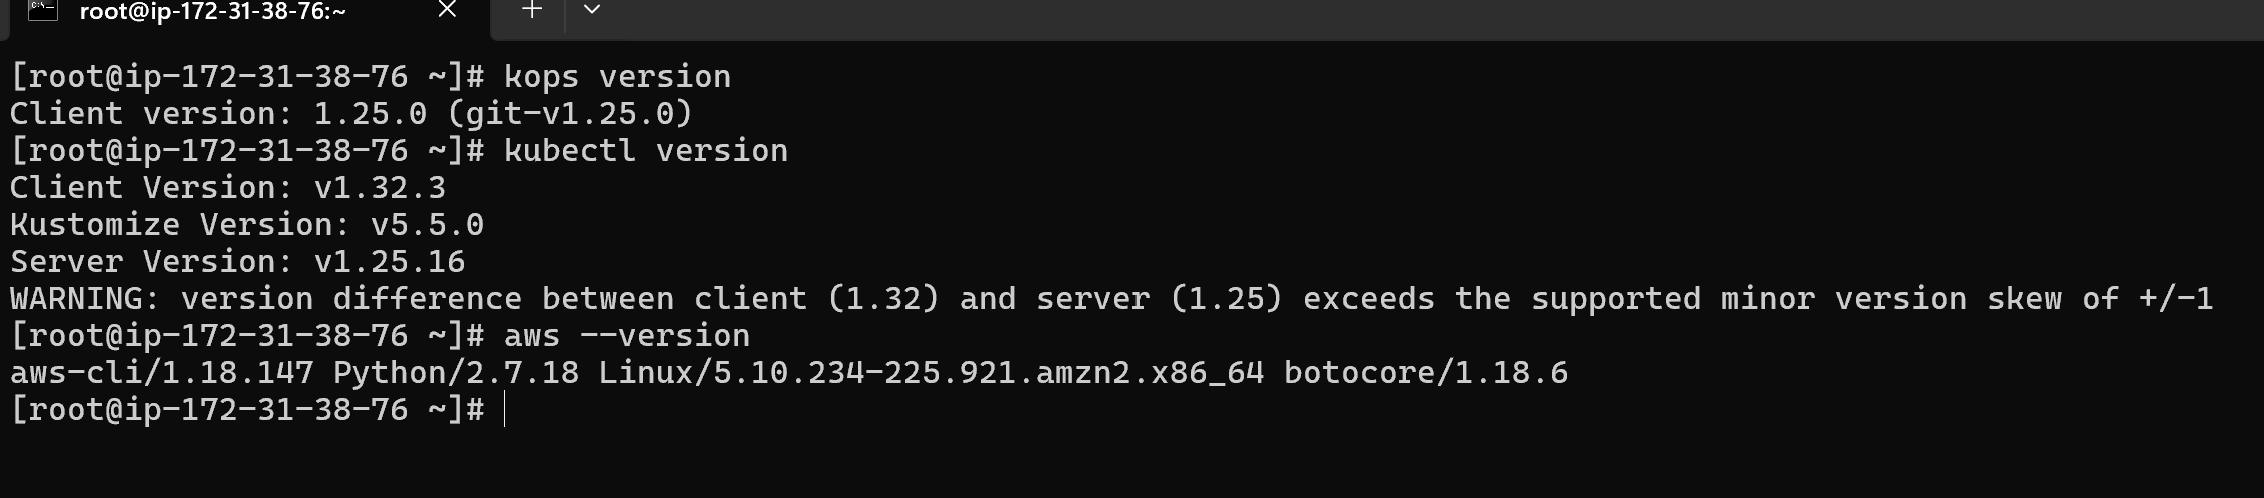 root@ip-172-31-38-76:~
[root@ip-172-31-38-76 ~]# kops version
Client version: 1.25.0 (git-v1.25.0)
[root@ip-172-31-38-76 ~]# kubectl version
Client Version: v1.32.3
Kustomize Version: v5.5.0
Server Version: v1.25.16
WARNING: version difference between client (1.32) and server (1.25) exceeds the supported minor version skew of +/-1
[root@ip-172-31-38-76 ~]# aws --version
aws-cli/1.18.147 Python/2.7.18 Linux/5.10.234-225.921.amzn2.x86_64 botocore/1.18.6
[root@ip-172-31-38-76 ~]#